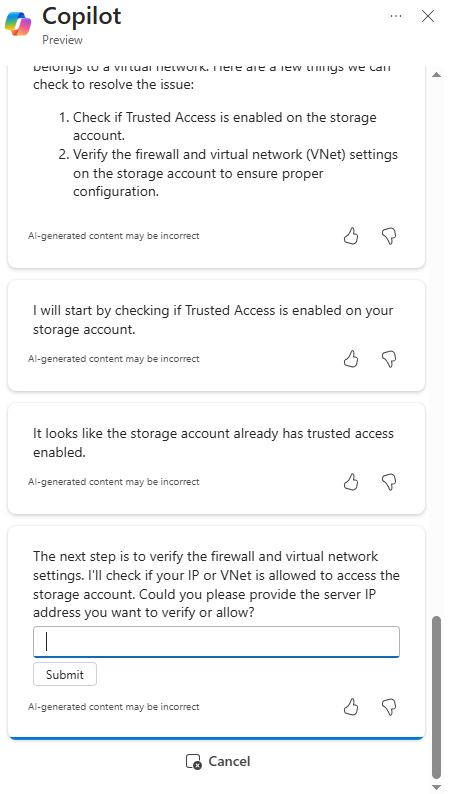 Copilot
Preview
belongs to a virtual network. Here are a few things we can
check to resolve the issue:
1. Check if Trusted Access is enabled on the storage
account.
2. Verify the firewall and virtual network (VNet) settings
on the storage account to ensure proper
configuration.
AI-generated content may be incorrect
I will start by checking if Trusted Access is enabled on your
storage account.
AI-generated content may be incorrect
It looks like the storage account already has trusted access
enabled.
AI-generated content may be incorrect
The next step is to verify the firewall and virtual network
settings. I'll check if your IP or VNet is allowed to access the
storage account. Could you please provide the server IP
address you want to verify or allow?
Submit
AI-generated content may be incorrect
Cancel